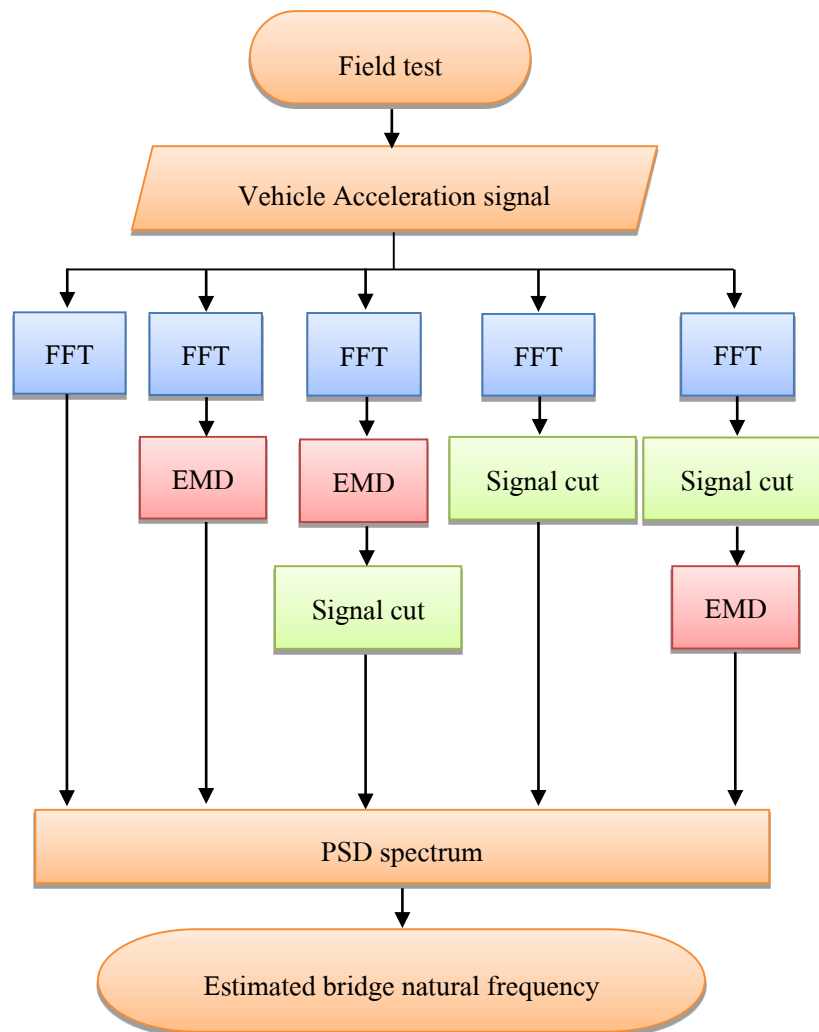 Field test
Vehicle Acceleration signal
FFT
FFT
FFT
FFT
FFT
EMD
EMD
Signal cut
Signal cut
Signal cut
EMD
PSD spectrum
Estimated bridge natural frequency